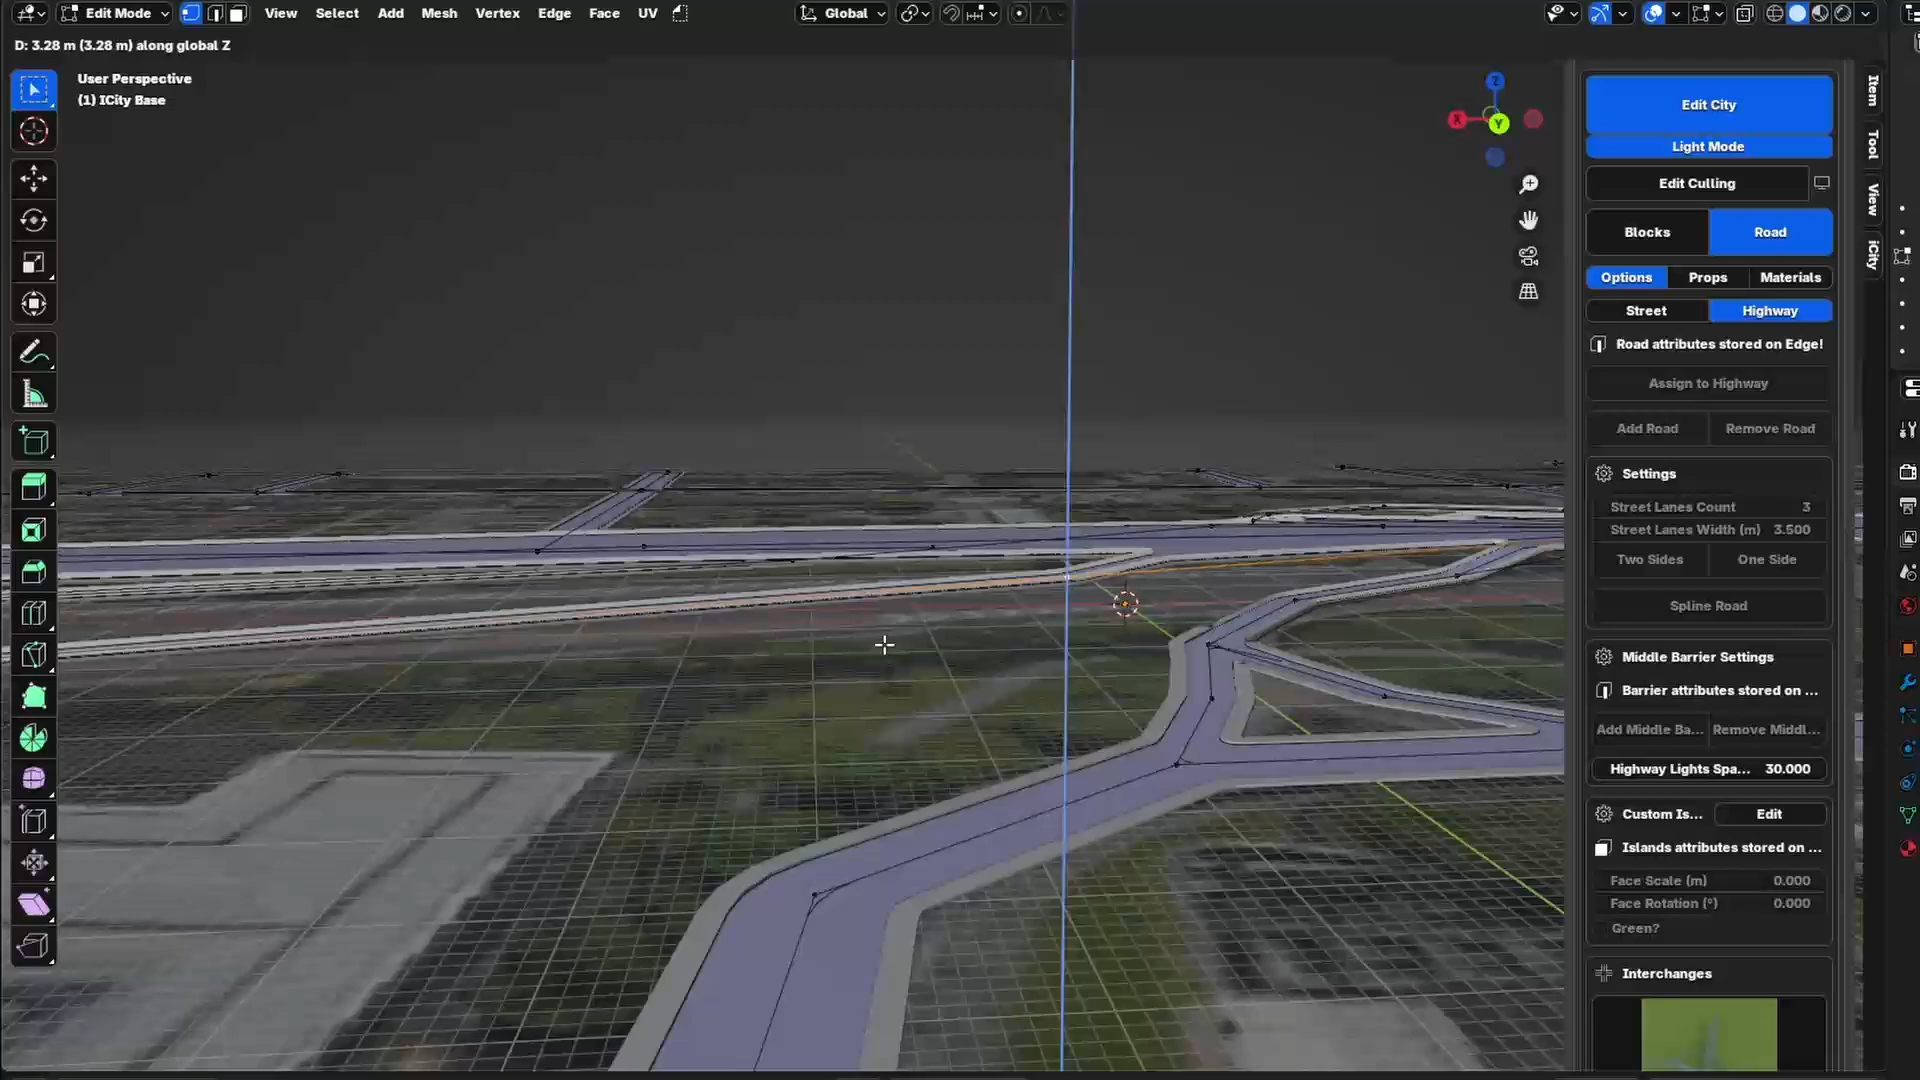 Edit Mode View Select Add Mesh Vertex Edge Face UV Global
D: 3.28 m (3.28 m) along global Z
User Perspective
(1) ICity Base
Z
X
Y
Edit City
Light Mode
Edit Culling
Blocks Road
Options Props Materials
Street Highway
Road attributes stored on Edge!
Assign to Highway
Add Road Remove Road
Settings
Street Lanes Count 3
Street Lanes Width (m) 3.500
Two Sides One Side
Spline Road
Middle Barrier Settings
Barrier attributes stored on ...
Add Middle Ba... Remove Middl...
Highway Lights Spa... 30.000
Custom Is... Edit
Islands attributes stored on ...
Face Scale (m) 0.000
Face Rotation (°) 0.000
Green?
Interchanges
Item
Tool
View
iCity